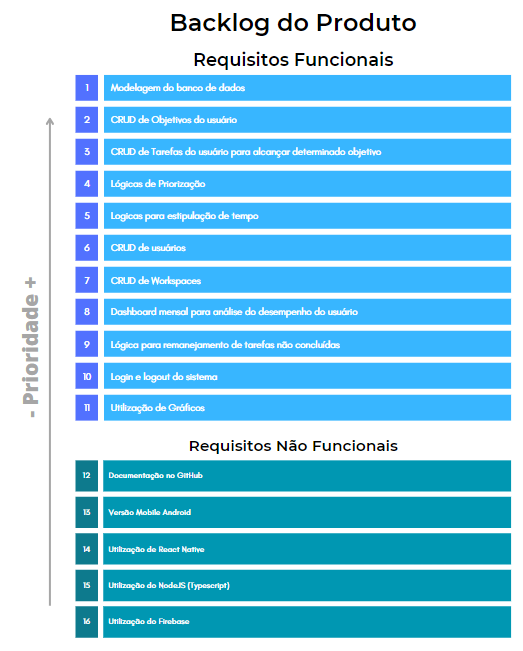 Backlog do Produto
Requisitos Funcionais
1 Modelagem do banco de dados
2 CRUD de Objetivos do usuário
3 CRUD de Tarefas do usuário para alcançar determinado objetivo
4 Lógicas de Priorização
5 Logicas para estipulação de tempo
6 CRUD de usuários
7 CRUD de Workspaces
8 Dashboard mensal para análise do desempenho do usuário
9 Lógica para remanejamento de tarefas não concluídas
10 Login e logout do sistema
11 Utilização de Gráficos
- Prioridade +
Requisitos Não Funcionais
12 Documentação no GitHub
13 Versão Mobile Android
14 Utilização de React Native
15 Utilização do NodeJS (Typescript)
16 Utilização do Firebase